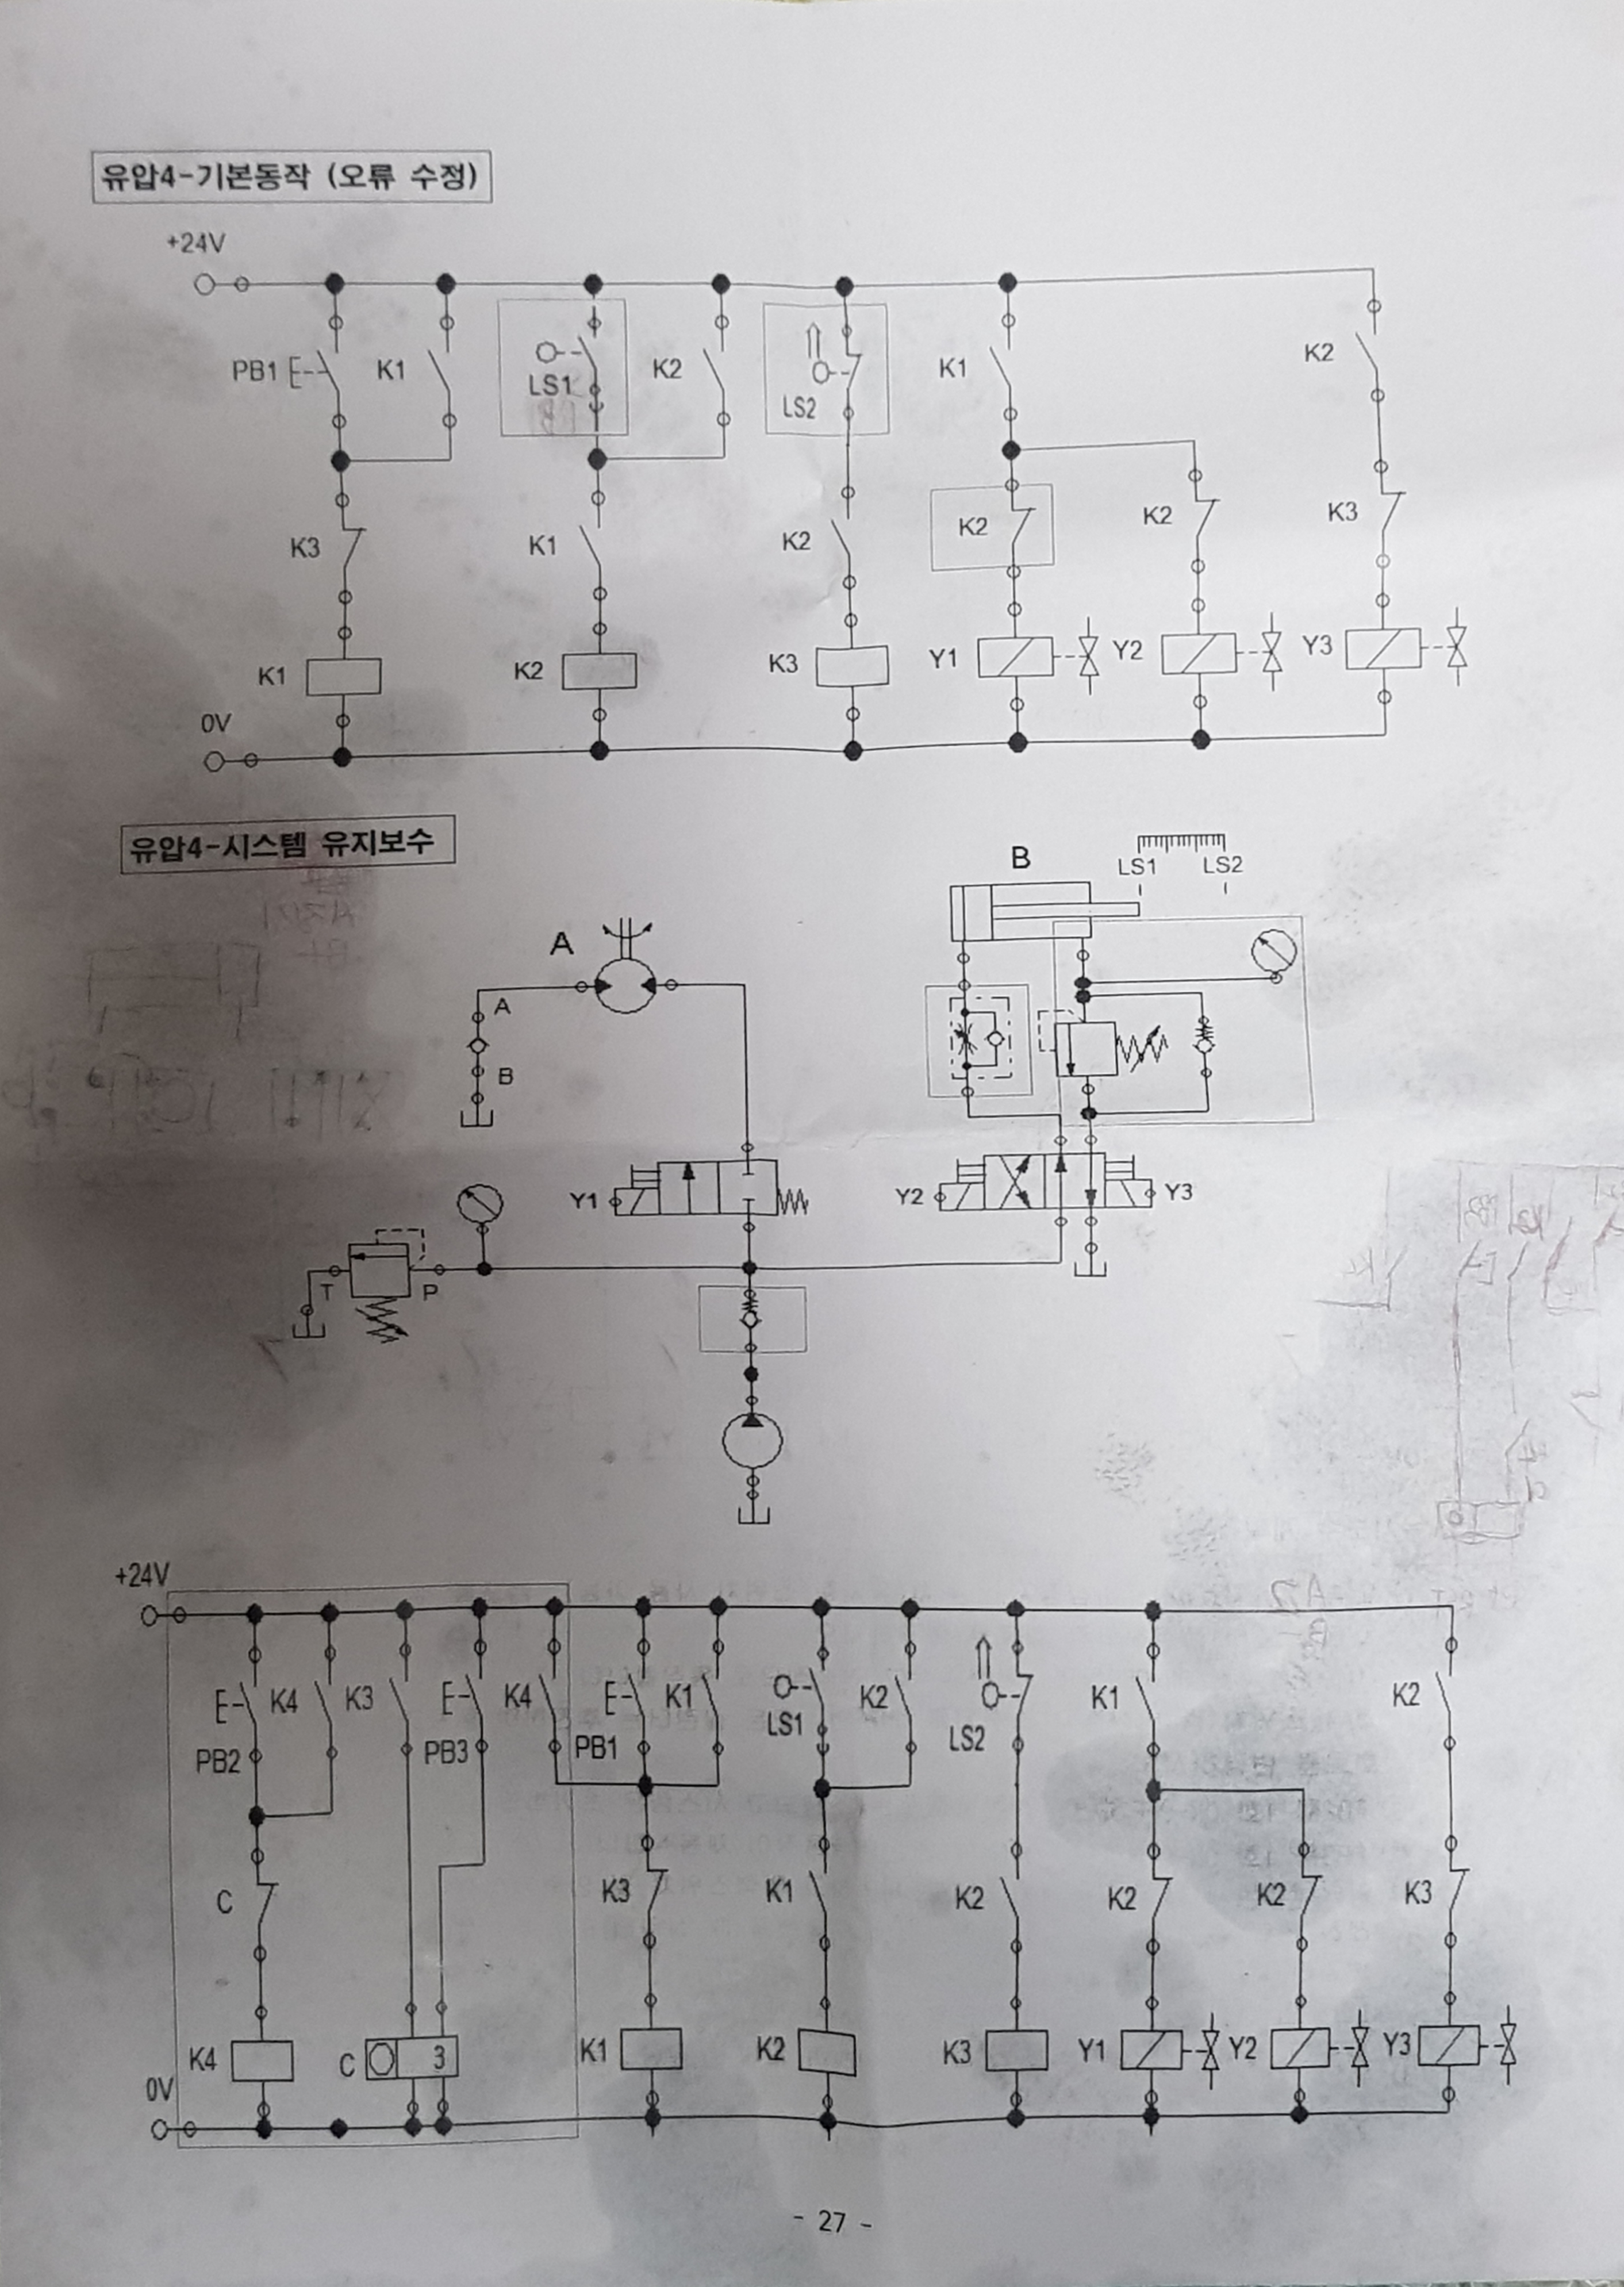 유압4-기본동작 (오류 수정)
+24V
PB1 K1 LS1 K2 LS2 K1 K2
K3 K1 K2 K2 K2 K3
K1 K2 K3 Y1 Y2 Y3
0V
유압4-시스템 유지보수
B
LS1 LS2
A
A
B
Y1 Y2 Y3
T P
+24V
PB2 K4 K3 PB3 K4 PB1 K1 LS1 K2 LS2 K1 K2
C K3 K1 K2 K2 K2 K3
K4 C 3 K1 K2 K3 Y1 Y2 Y3
0V
- 27 -